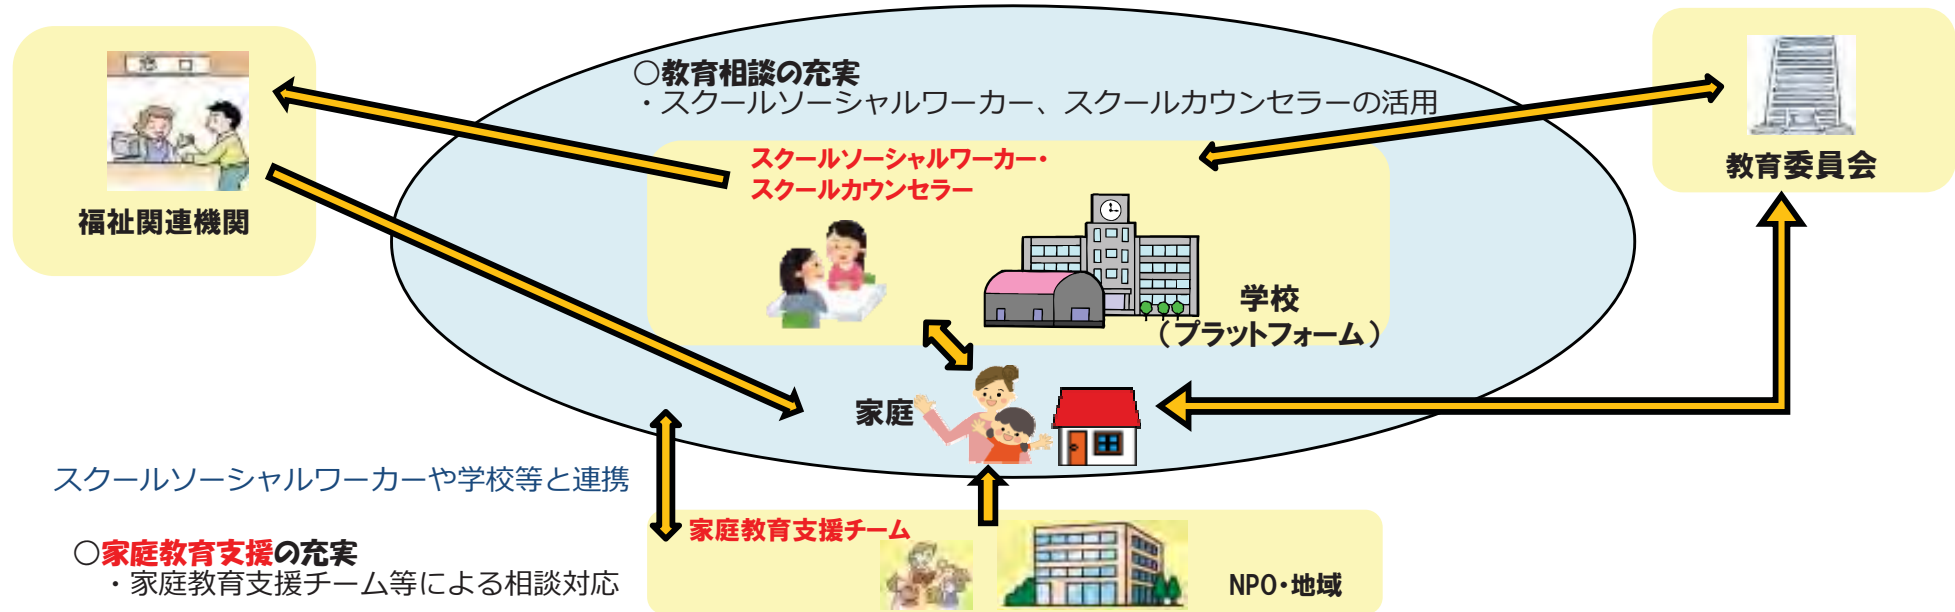 窓口
福祉関連機関
○教育相談の充実
・スクールソーシャルワーカー、スクールカウンセラーの活用
スクールソーシャルワーカー・
スクールカウンセラー
学校
(プラットフォーム)
教育委員会
家庭
スクールソーシャルワーカーや学校等と連携
○家庭教育支援の充実
・家庭教育支援チーム等による相談対応
家庭教育支援チーム
NPO・地域